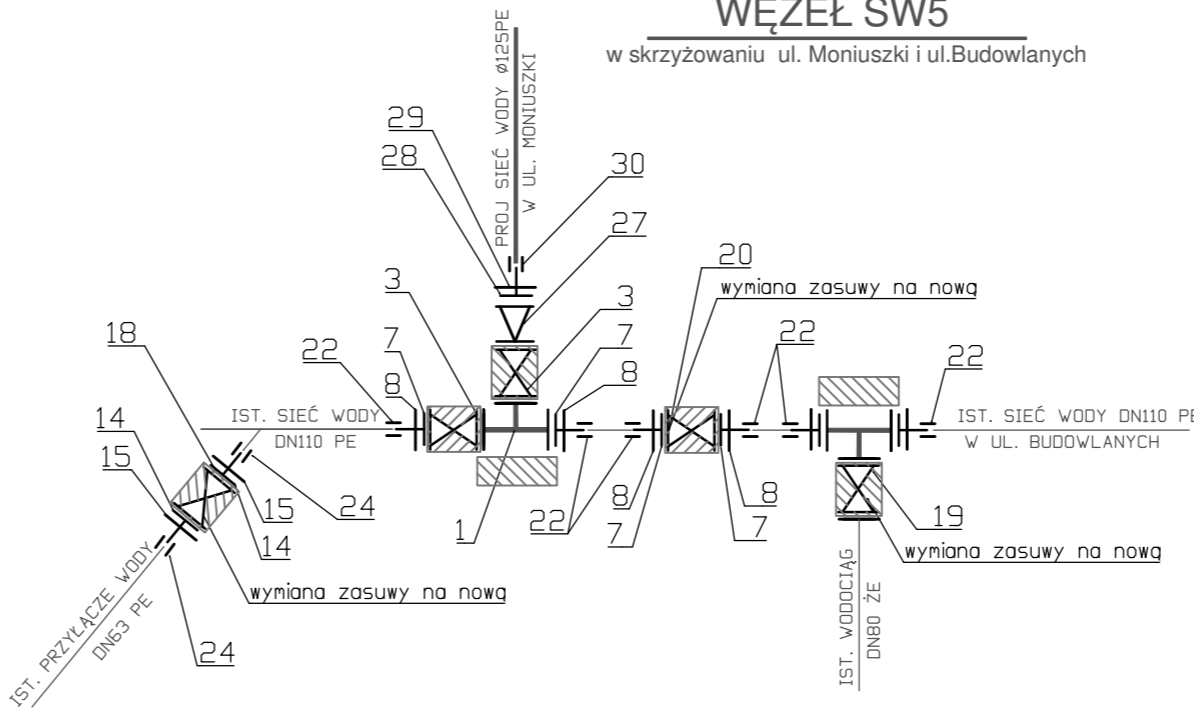 WĘZEŁ SW5
w skrzyżowaniu ul. Moniuszki i ul.Budowlanych
PROJ SIEĆ WODY ø125PE
W UL. MONIUSZKI
29
28
30
27
20
wymiana zasuwy na nową
3
3
18
22
7
8
7
8
22
22
IST. SIEĆ WODY
DN110 PE
IST. SIEĆ WODY DN110 PE
W UL. BUDOWLANYCH
14
15
15
14
24
1
22
8
7
8
7
19
wymiana zasuwy na nową
wymiana zasuwy na nową
IST. PRZYŁĄCZE WODY
DN63 PE
24
IST. WODOCIĄG
DN80 ŻE